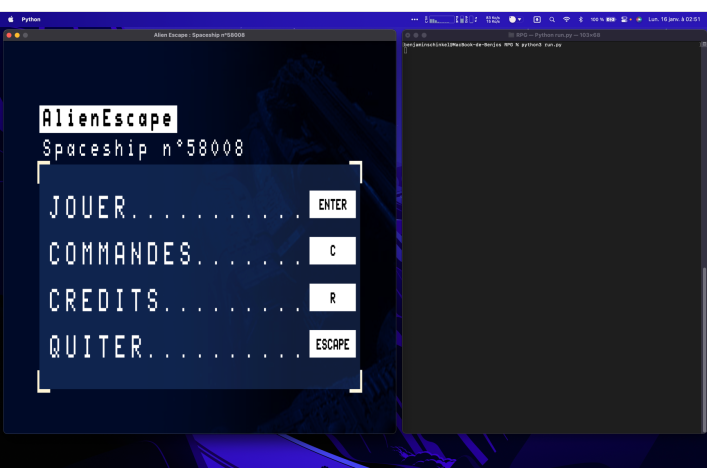 Python
100 %
Lun. 16 janv. à 02:51
Alien Escape : Spaceship n°58008
RPG — Python run.py — 103×68
benjaminschinkel@MacBook-de-Benjos RPG % python3 run.py
AlienEscape
Spaceship n°58008
JOUER........... ENTER
COMMANDES....... C
CREDITS......... R
QUITER.......... ESCAPE